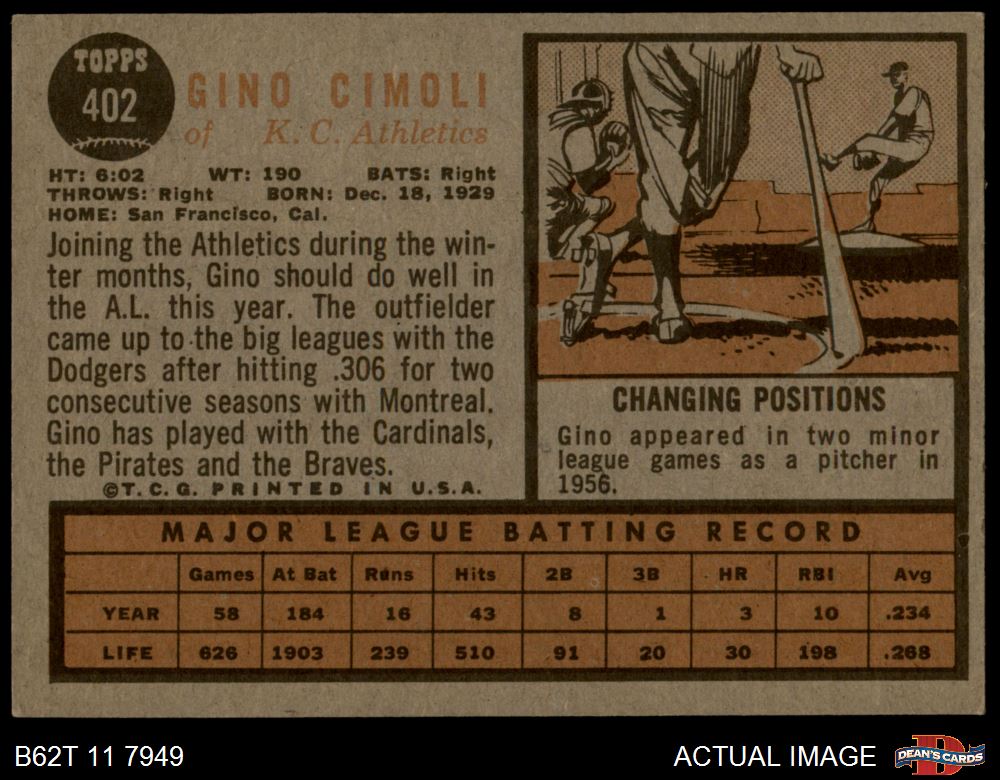 TOPPS
402
GINO CIMOLI
of K. C. Athletics
HT: 6:02 WT: 190 BATS: Right
THROWS: Right BORN: Dec. 18, 1929
HOME: San Francisco, Cal.
Joining the Athletics during the win-
ter months, Gino should do well in
the A.L. this year. The outfielder
came up to the big leagues with the
Dodgers after hitting .306 for two
consecutive seasons with Montreal.
Gino has played with the Cardinals,
the Pirates and the Braves.
©T. C. G. PRINTED IN U.S.A.
CHANGING POSITIONS
Gino appeared in two minor
league games as a pitcher in
1956.
MAJOR LEAGUE BATTING RECORD
Games At Bat Runs Hits 2B 3B HR RBI Avg
YEAR 58 184 16 43 8 1 3 10 .234
LIFE 626 1903 239 510 91 20 30 198 .268
B62T 11 7949
ACTUAL IMAGE
DEAN'S CARDS